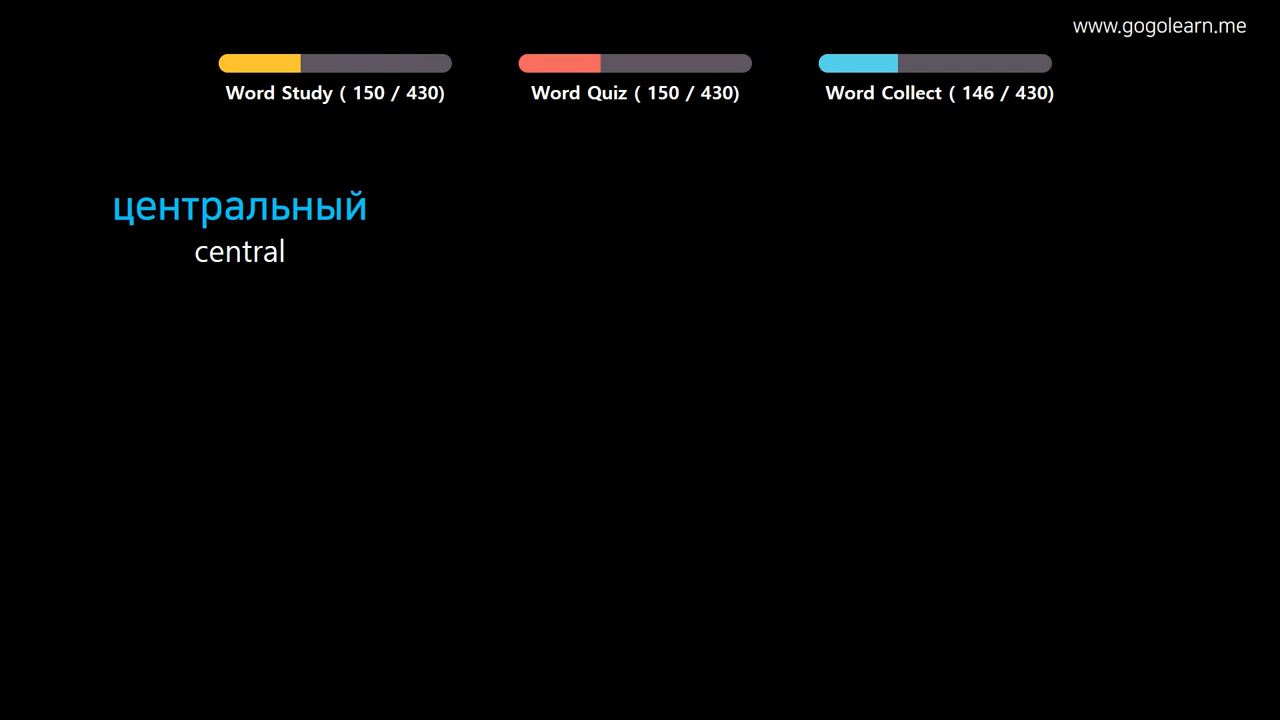 www.gogolearn.me
Word Study ( 150 / 430)
Word Quiz ( 150 / 430)
Word Collect ( 146 / 430)
центральный
central